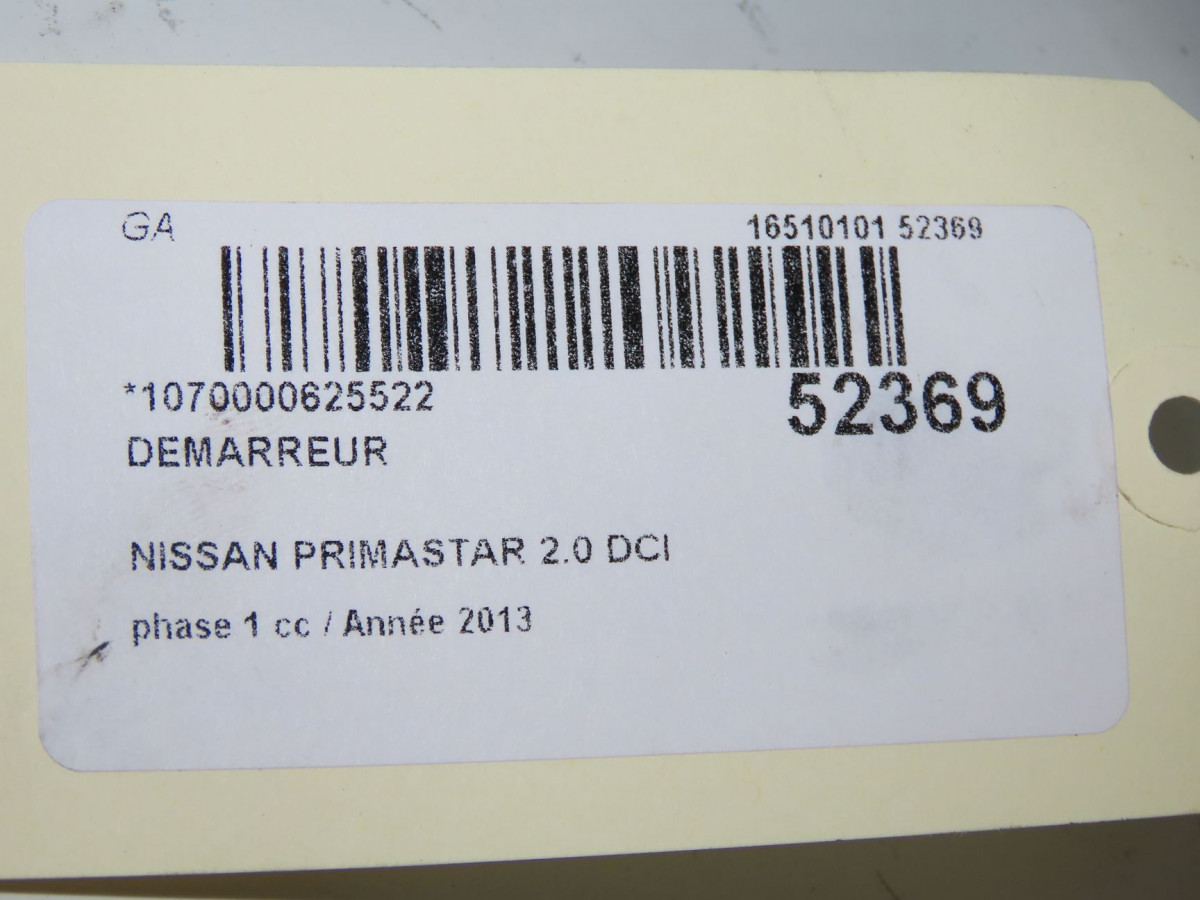 GA 16510101 52369
*1070000625522 52369
DEMARREUR
NISSAN PRIMASTAR 2.0 DCI
phase 1 cc / Année 2013